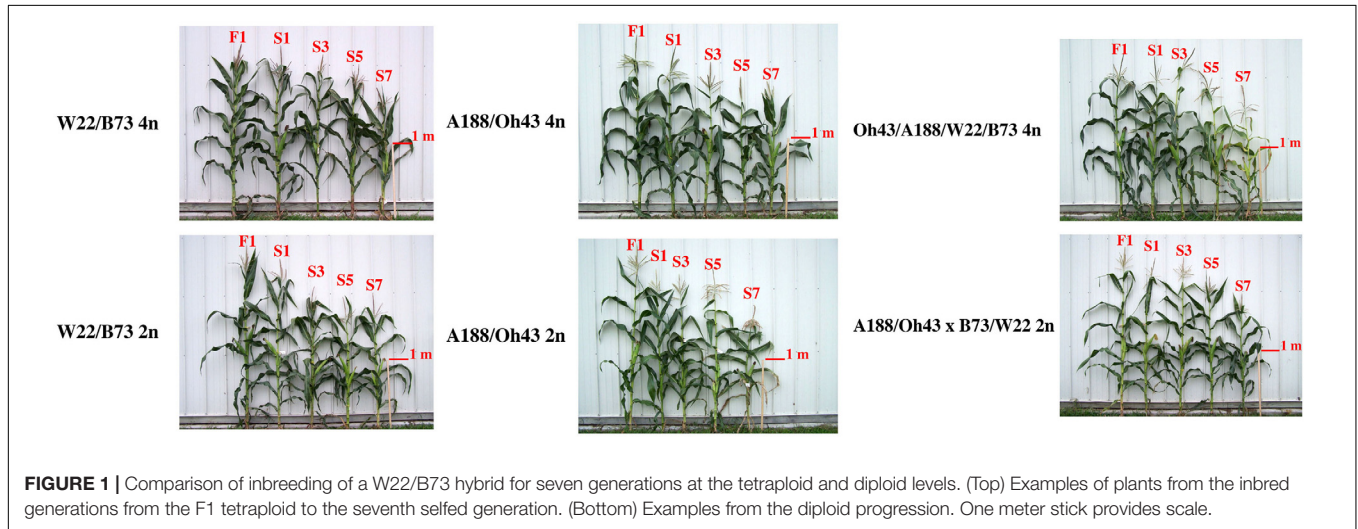 F1 S1 S3 S5 S7
W22/B73 4n
1 m
F1 S1 S3 S5 S7
A188/Oh43 4n
1 m
F1 S1 S3 S5 S7
Oh43/A188/W22/B73 4n
1 m
F1 S1 S3 S5 S7
W22/B73 2n
1 m
F1 S1 S3 S5 S7
A188/Oh43 2n
1 m
F1 S1 S3 S5 S7
A188/Oh43 x B73/W22 2n
1 m
FIGURE 1 | Comparison of inbreeding of a W22/B73 hybrid for seven generations at the tetraploid and diploid levels. (Top) Examples of plants from the inbred
generations from the F1 tetraploid to the seventh selfed generation. (Bottom) Examples from the diploid progression. One meter stick provides scale.